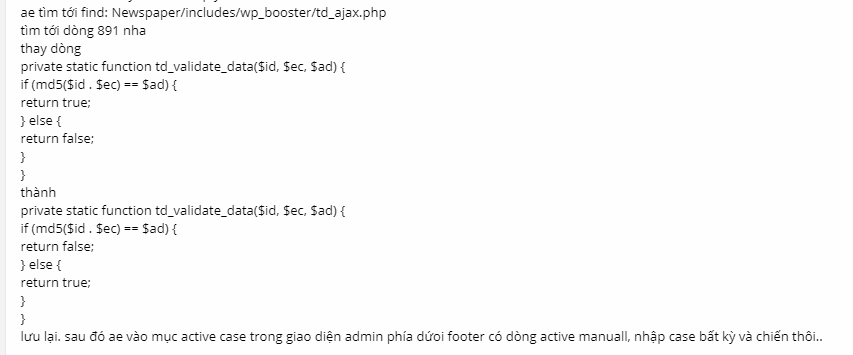 ae tìm tới find: Newspaper/includes/wp_booster/td_ajax.php
tìm tới dòng 891 nha
thay dòng
private static function td_validate_data($id, $ec, $ad) {
if (md5($id . $ec) == $ad) {
return true;
} else {
return false;
}
}
thành
private static function td_validate_data($id, $ec, $ad) {
if (md5($id . $ec) == $ad) {
return false;
} else {
return true;
}
}
lưu lại. sau đó ae vào mục active case trong giao diện admin phía dứoi footer có dòng active manuall, nhập case bất kỳ và chiến thôi..